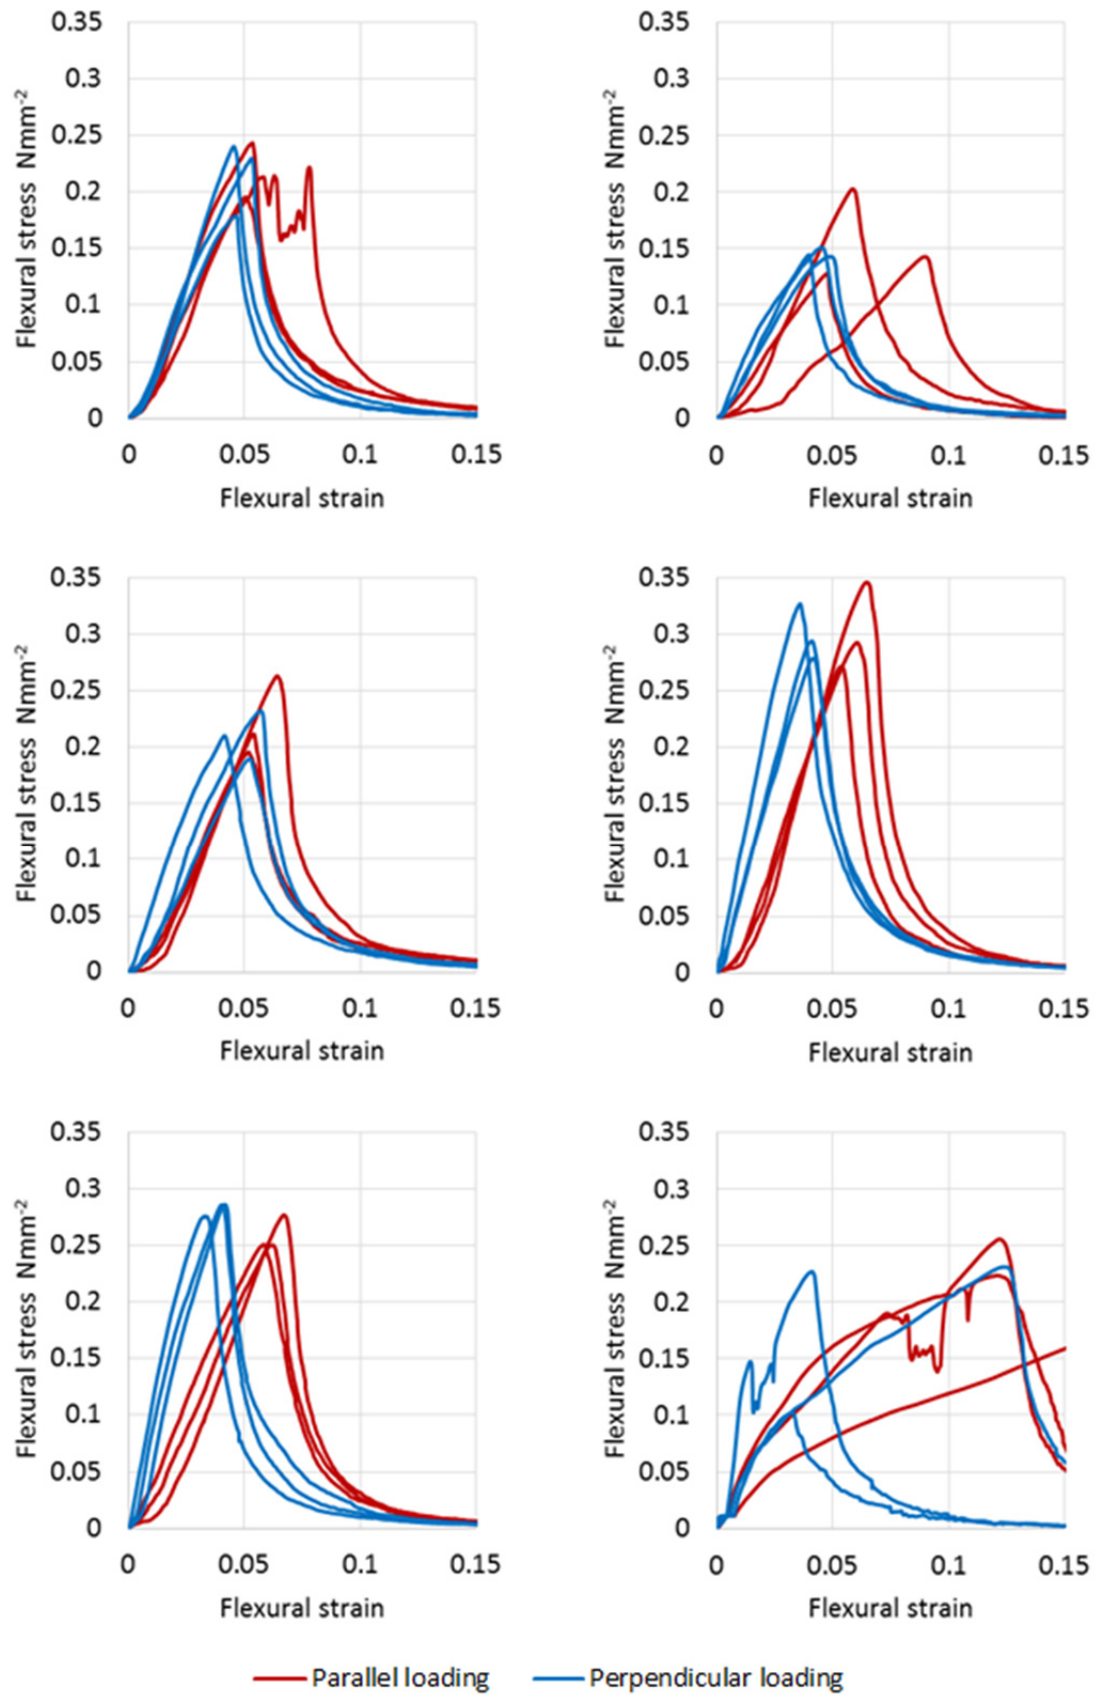 0.35 0.35
0.3 0.3
0.25 0.25
0.2 0.2
0.15 0.15
0.1 0.1
0.05 0.05
0 0
Flexural stress Nmm-2 Flexural stress Nmm-2
0 0.05 0.1 0.15 0 0.05 0.1 0.15
Flexural strain Flexural strain
0.35 0.35
0.3 0.3
0.25 0.25
0.2 0.2
0.15 0.15
0.1 0.1
0.05 0.05
0 0
Flexural stress Nmm-2 Flexural stress Nmm-2
0 0.05 0.1 0.15 0 0.05 0.1 0.15
Flexural strain Flexural strain
0.35 0.35
0.3 0.3
0.25 0.25
0.2 0.2
0.15 0.15
0.1 0.1
0.05 0.05
0 0
Flexural stress Nmm-2 Flexural stress Nmm-2
0 0.05 0.1 0.15 0 0.05 0.1 0.15
Flexural strain Flexural strain
Parallel loading Perpendicular loading